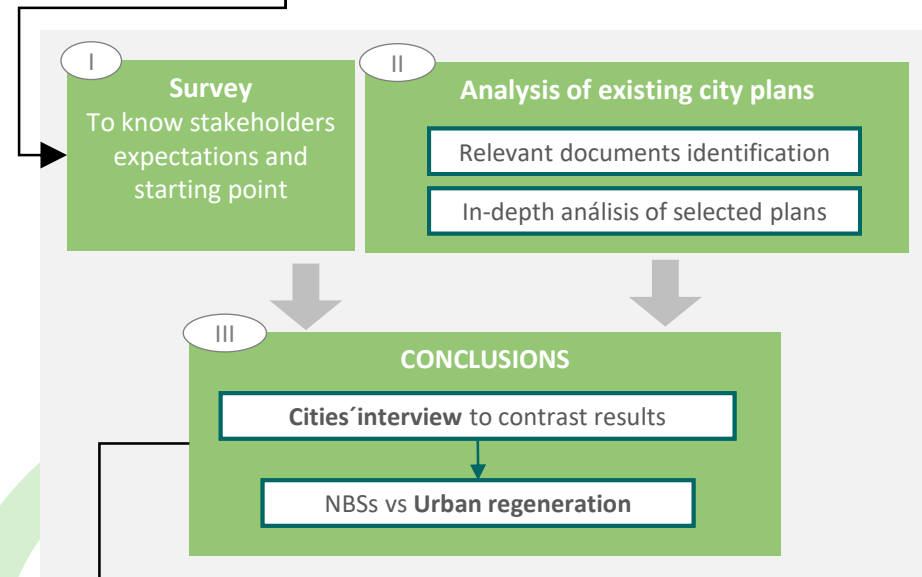 I
Survey
To know stakeholders
expectations and
starting point
II
Analysis of existing city plans
Relevant documents identification
In-depth análisis of selected plans
III
CONCLUSIONS
Cities´interview to contrast results
NBSs vs Urban regeneration